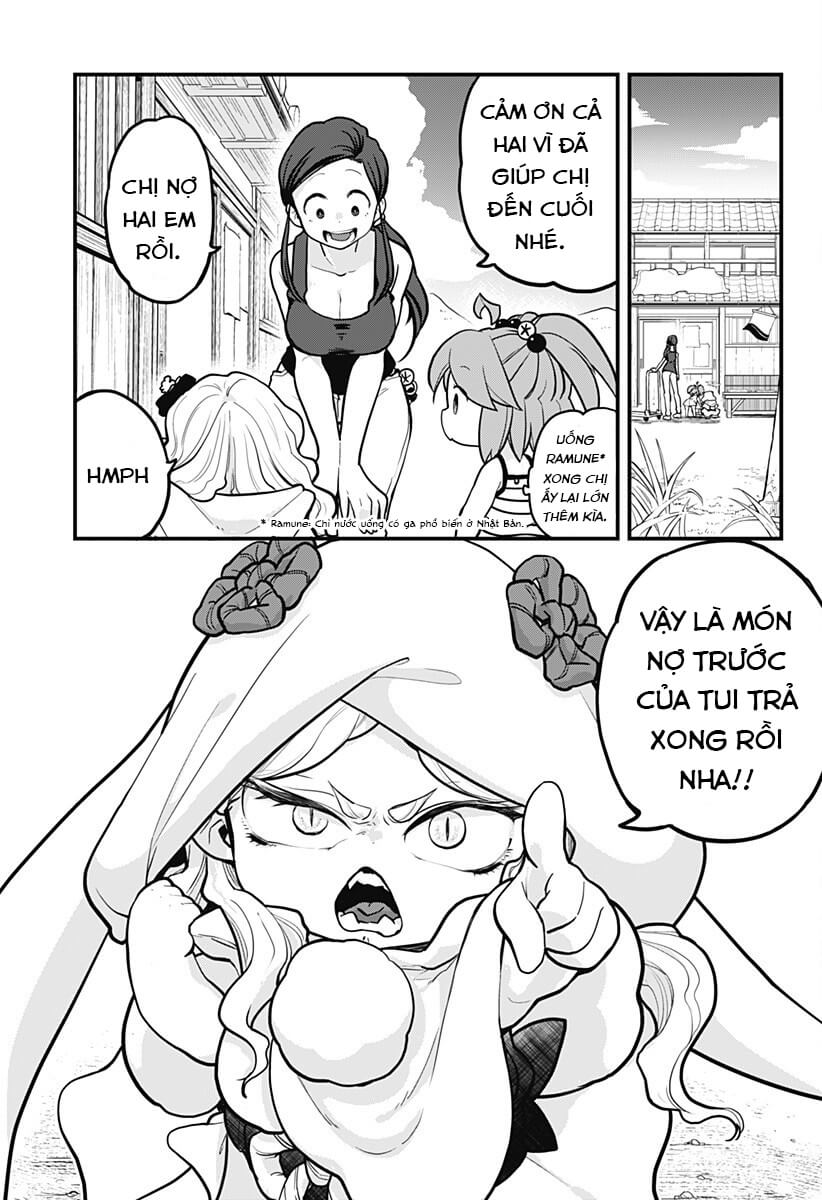 CẢM ƠN CẢ
HAI VÌ ĐÃ
GIÚP CHỊ
ĐẾN CUỐI
NHÉ.
CHỊ NỢ
HAI EM
RỒI.
UỐNG
RAMUNE*
XONG CHỊ
ẤY LẠI LỚN
THÊM KÌA.
HMPH
* Ramune: Chỉ nước uống có ga phổ biến ở Nhật Bản.
VẬY LÀ MÓN
NỢ TRƯỚC
CỦA TUI TRẢ
XONG RỒI
NHA!!